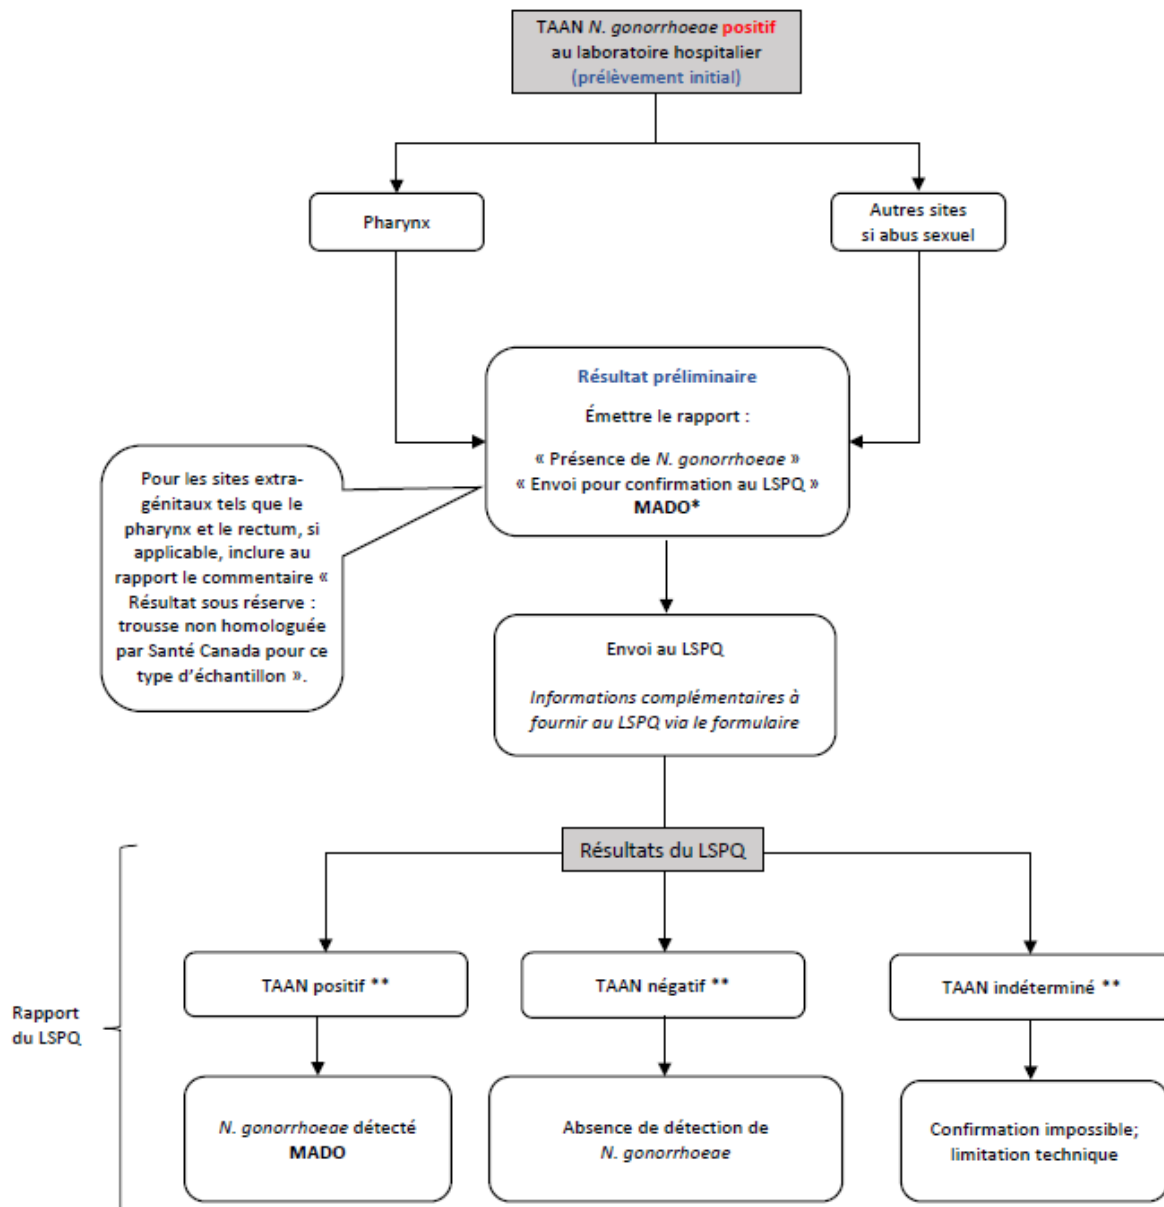 TAAN N. gonorrhoeae positif
au laboratoire hospitalier
(prélèvement initial)
Pharynx
Autres sites
si abus sexuel
Résultat préliminaire
Émettre le rapport :
« Présence de N. gonorrhoeae »
« Envoi pour confirmation au LSPQ »
MADO*
Pour les sites extra-
génitaux tels que le
pharynx et le rectum, si
applicable, inclure au
rapport le commentaire «
Résultat sous réserve :
trousse non homologuée
par Santé Canada pour ce
type d'échantillon ».
Envoi au LSPQ
Informations complémentaires à
fournir au LSPQ via le formulaire
Résultats du LSPQ
Rapport
du LSPQ
TAAN positif **
TAAN négatif **
TAAN indéterminé **
N. gonorrhoeae détecté
MADO
Absence de détection de
N. gonorrhoeae
Confirmation impossible;
limitation technique